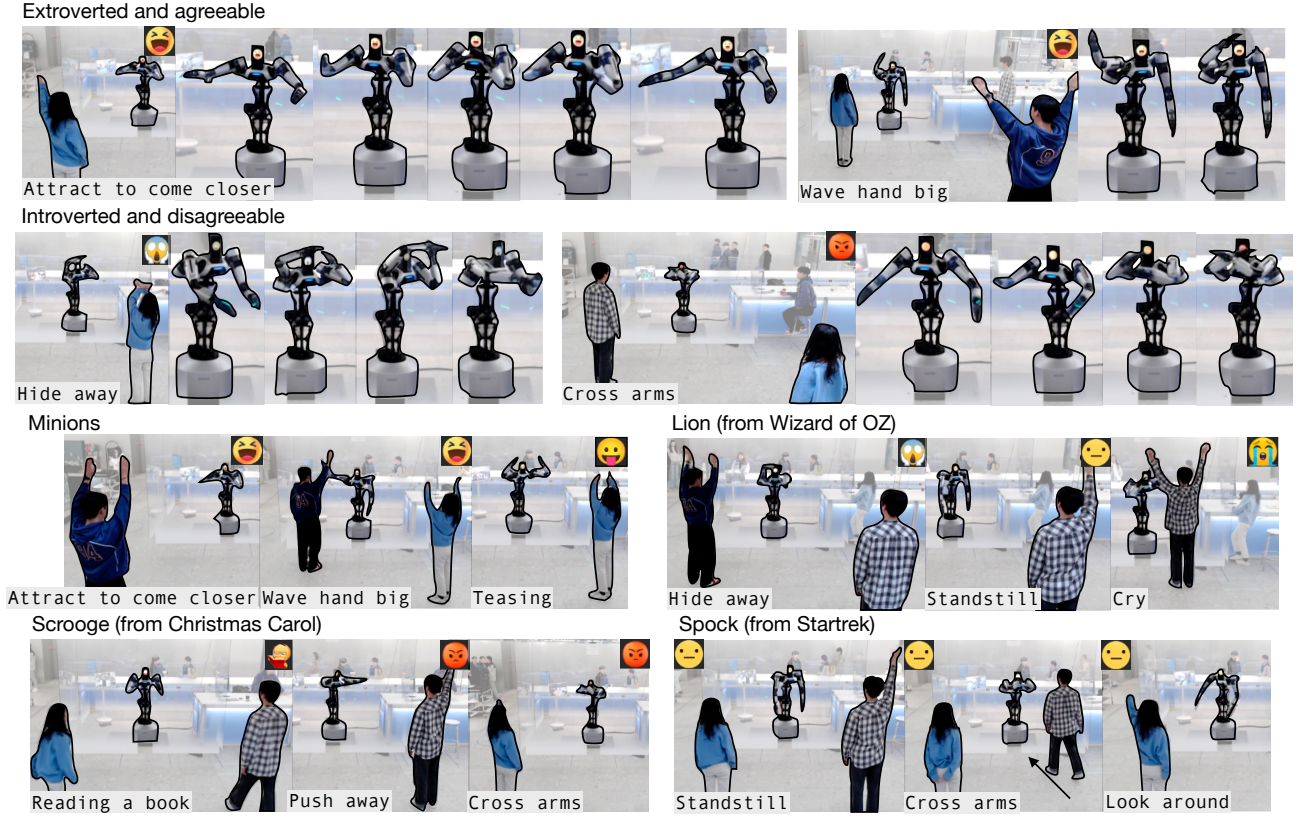 Extroverted and agreeable
Attract to come closer
Wave hand big
Introverted and disagreeable
Hide away
Cross arms
Minions
Attract to come closer
Wave hand big
Teasing
Lion (from Wizard of OZ)
Hide away
Standstill
Cry
Scrooge (from Christmas Carol)
Reading a book
Push away
Cross arms
Spock (from Startrek)
Standstill
Cross arms
Look around